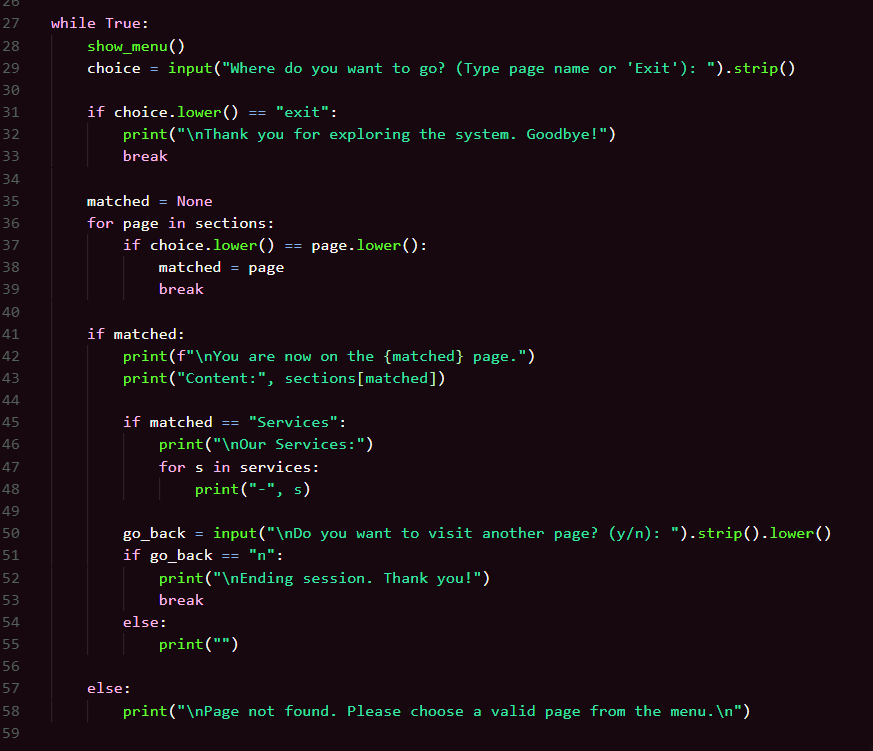 26
27 while True:
28     show_menu()
29     choice = input("Where do you want to go? (Type page name or 'Exit'): ").strip()
30
31     if choice.lower() == "exit":
32         print("\nThank you for exploring the system. Goodbye!")
33         break
34
35     matched = None
36     for page in sections:
37         if choice.lower() == page.lower():
38             matched = page
39             break
40
41     if matched:
42         print(f"\nYou are now on the {matched} page.")
43         print("Content:", sections[matched])
44
45         if matched == "Services":
46             print("\nOur Services:")
47             for s in services:
48                 print("-", s)
49
50         go_back = input("\nDo you want to visit another page? (y/n): ").strip().lower()
51         if go_back == "n":
52             print("\nEnding session. Thank you!")
53             break
54         else:
55             print("")
56
57     else:
58         print("\nPage not found. Please choose a valid page from the menu.\n")
59